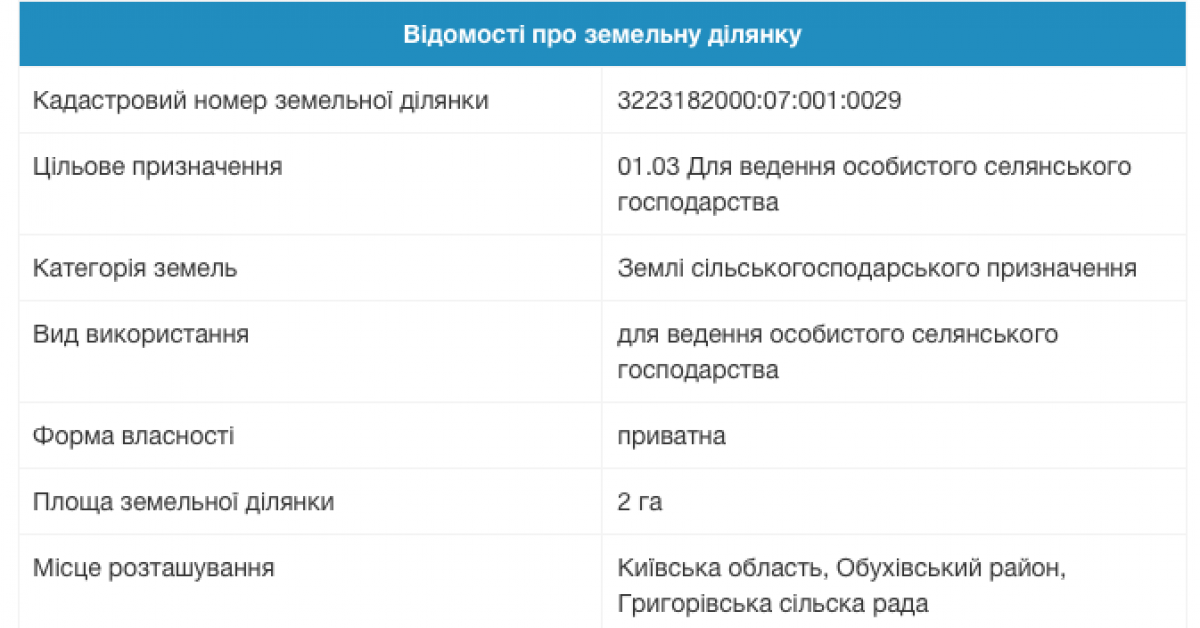 Відомості про земельну ділянку
Кадастровий номер земельної ділянки
3223182000:07:001:0029
Цільове призначення
01.03 Для ведення особистого селянського
господарства
Категорія земель
Землі сільськогосподарського призначення
Вид використання
для ведення особистого селянського
господарства
Форма власності
приватна
Площа земельної ділянки
2 га
Місце розташування
Київська область, Обухівський район,
Григорівська сільска рада